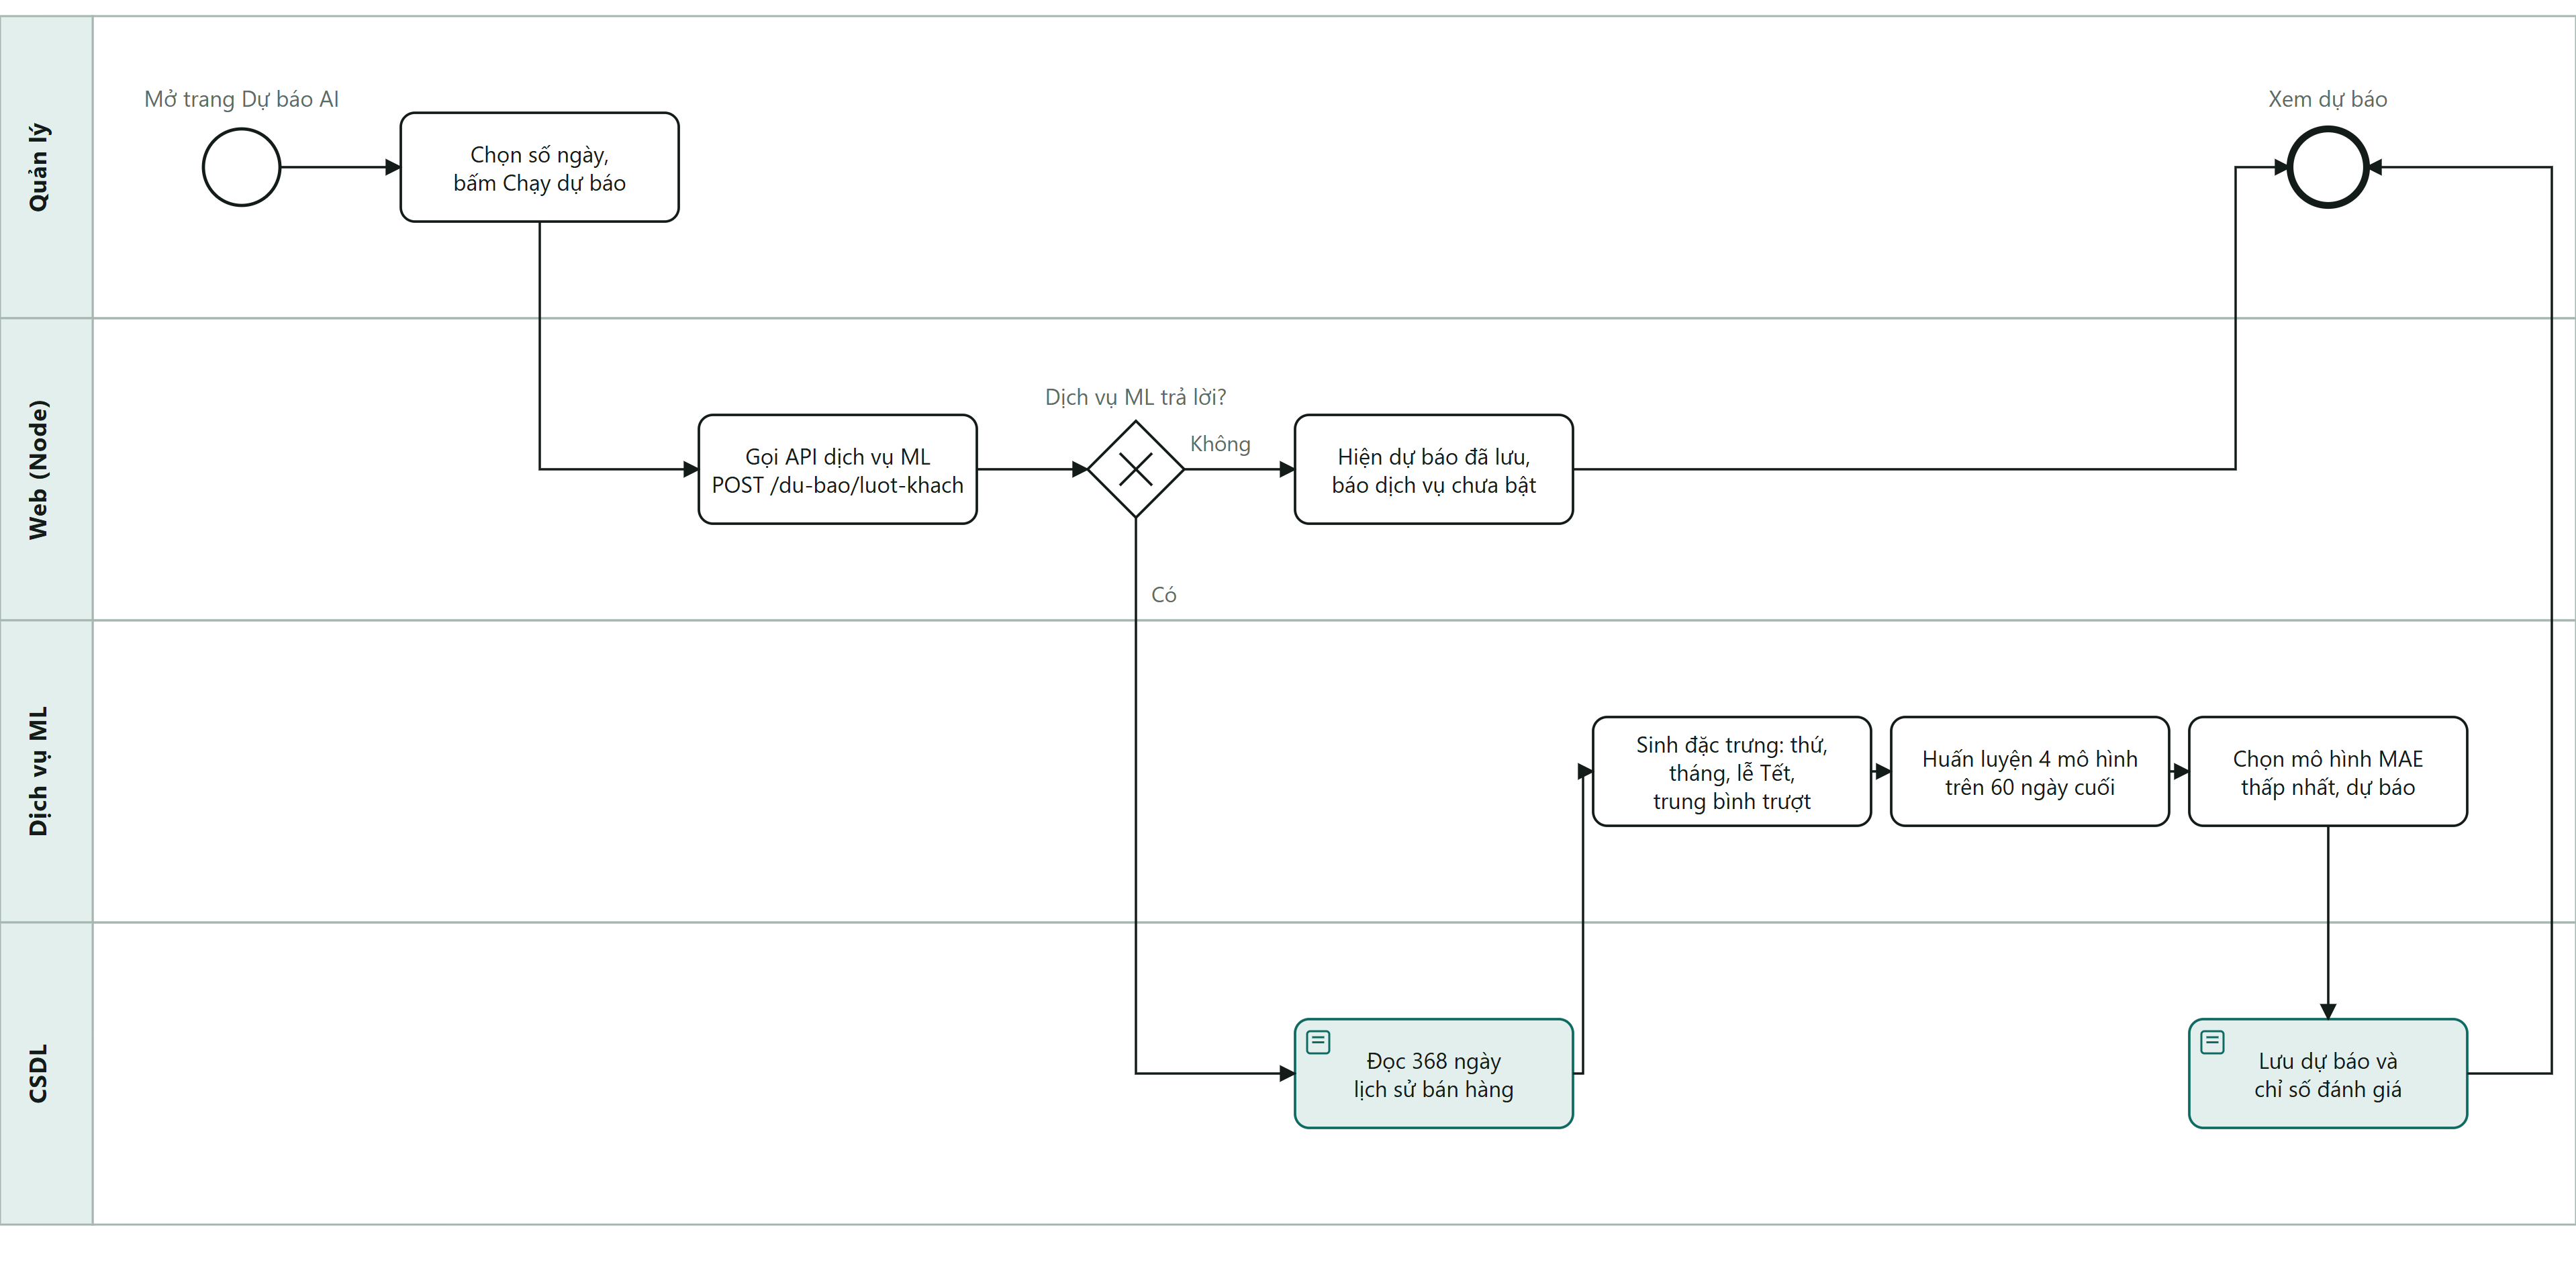 Quản lý
Mở trang Dự báo AI
Chọn số ngày,
bấm Chạy dự báo
Xem dự báo
Web (Node)
Gọi API dịch vụ ML
POST /du-bao/luot-khach
Dịch vụ ML trả lời?
Không
Có
Hiện dự báo đã lưu,
báo dịch vụ chưa bật
Dịch vụ ML
Sinh đặc trưng: thứ,
tháng, lễ Tết,
trung bình trượt
Huấn luyện 4 mô hình
trên 60 ngày cuối
Chọn mô hình MAE
thấp nhất, dự báo
CSDL
Đọc 368 ngày
lịch sử bán hàng
Lưu dự báo và
chỉ số đánh giá